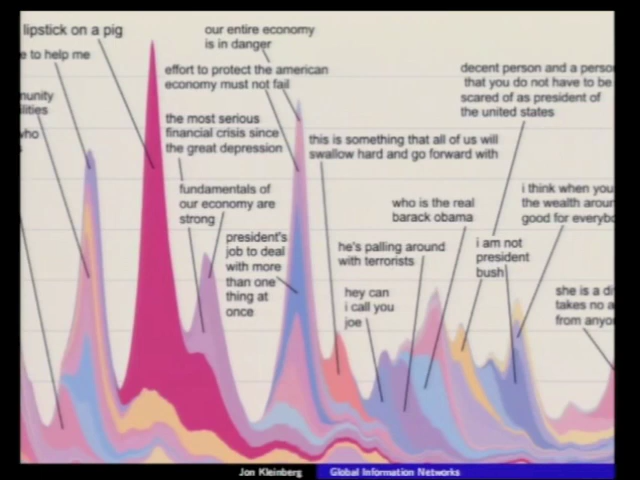 lipstick on a pig
e to help me
munity
ilities
who
our entire economy
is in danger
effort to protect the american
economy must not fail
the most serious
financial crisis since
the great depression
fundamentals of
our economy are
strong
president's
job to deal
with more
than one
thing at
once
this is something that all of us will
swallow hard and go forward with
he's palling around
with terrorists
hey can
i call you
joe
who is the real
barack obama
decent person and a perso
that you do not have to be
scared of as president of
the united states
i am not
president
bush
i think when you
the wealth aroun
good for everybo
she is a di
takes no a
from anyo
Jon Kleinberg
Global Information Networks